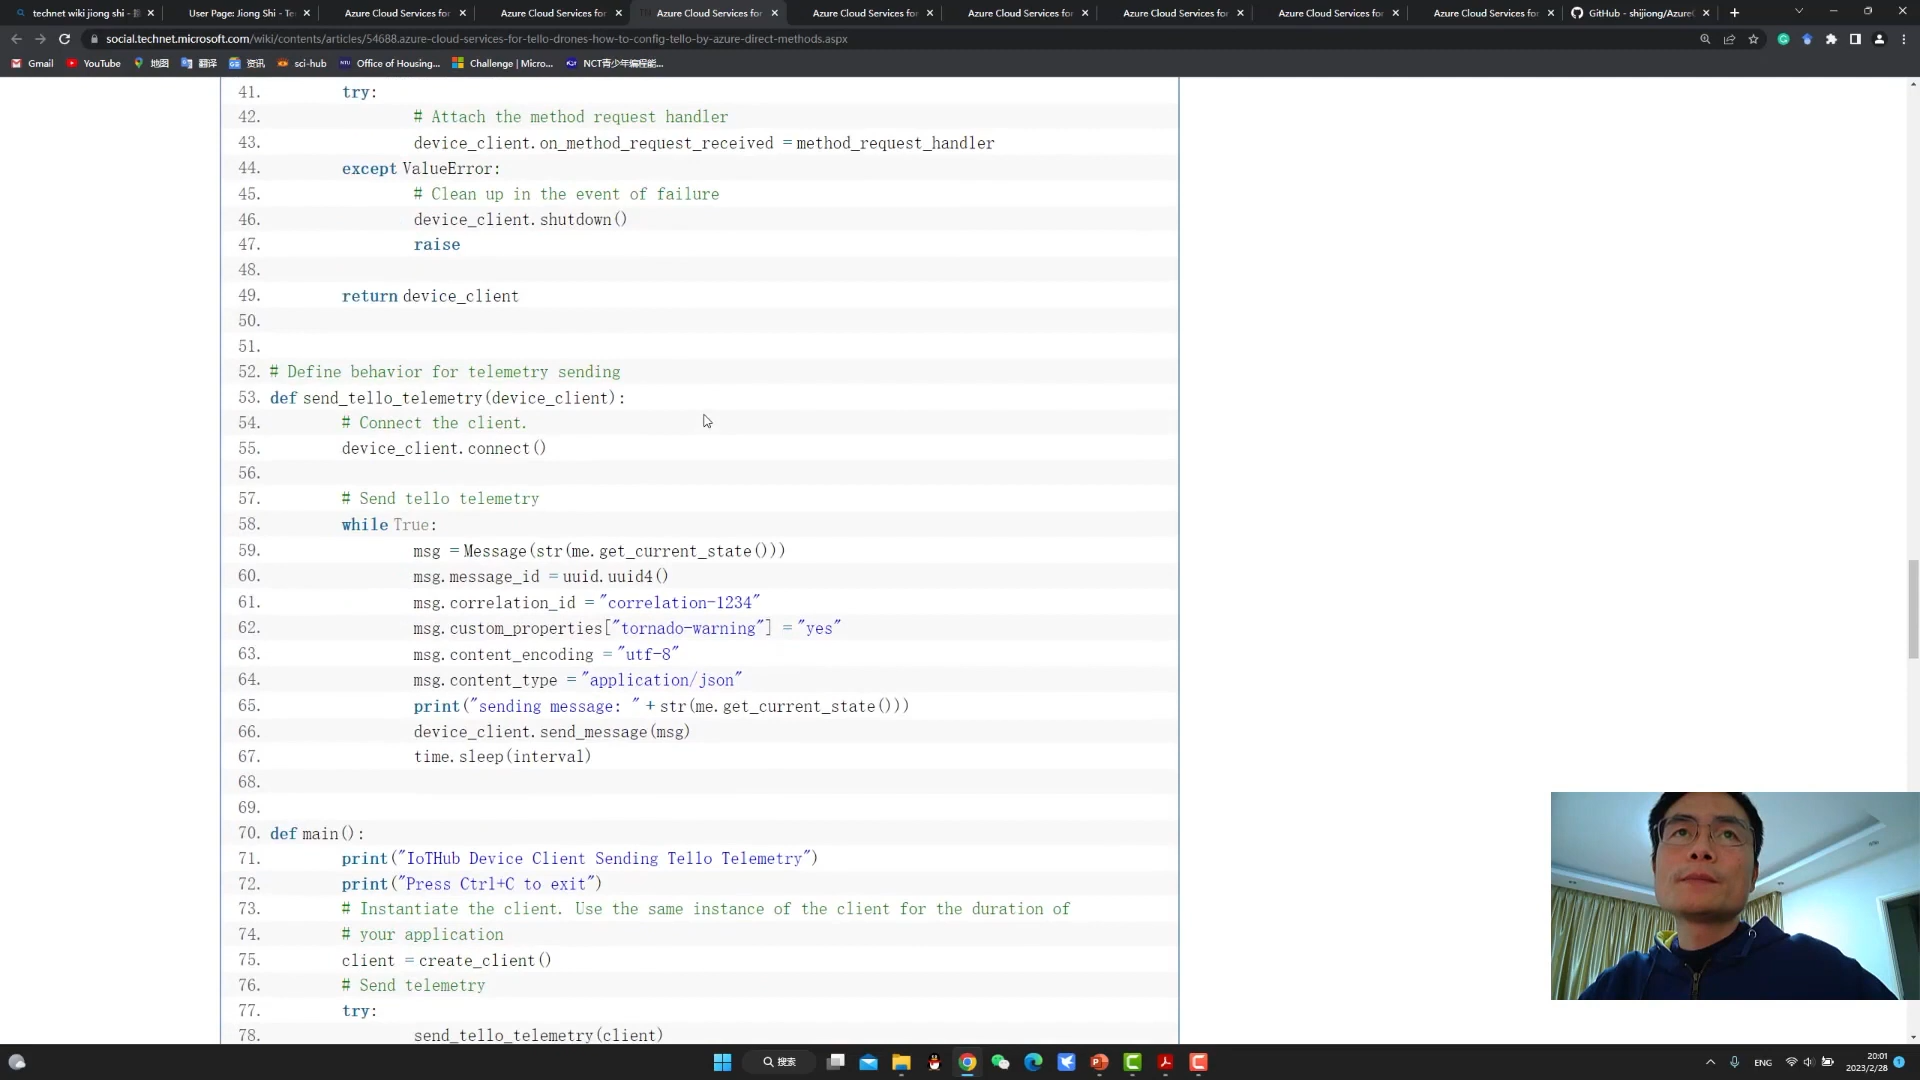 technet wiki jiong shi -
User Page: Jiong Shi - Te
Azure Cloud Services for
Azure Cloud Services for
Azure Cloud Services for
Azure Cloud Services for
Azure Cloud Services for
Azure Cloud Services for
Azure Cloud Services for
Azure Cloud Services for
GitHub - shijiong/Azure
social.technet.microsoft.com/wiki/contents/articles/54688.azure-cloud-services-for-tello-drones-how-to-config-tello-by-azure-direct-methods.aspx
Gmail YouTube 地图 翻译 资讯 sci-hub Office of Housing... Challenge | Micro... NCT青少年编程能...
41. try:
42. # Attach the method request handler
43. device_client.on_method_request_received = method_request_handler
44. except ValueError:
45. # Clean up in the event of failure
46. device_client.shutdown()
47. raise
48.
49. return device_client
50.
51.
52. # Define behavior for telemetry sending
53. def send_tello_telemetry(device_client):
54. # Connect the client.
55. device_client.connect()
56.
57. # Send tello telemetry
58. while True:
59. msg = Message(str(me.get_current_state()))
60. msg.message_id = uuid.uuid4()
61. msg.correlation_id = "correlation-1234"
62. msg.custom_properties["tornado-warning"] = "yes"
63. msg.content_encoding = "utf-8"
64. msg.content_type = "application/json"
65. print("sending message: " + str(me.get_current_state()))
66. device_client.send_message(msg)
67. time.sleep(interval)
68.
69.
70. def main():
71. print("IoTHub Device Client Sending Tello Telemetry")
72. print("Press Ctrl+C to exit")
73. # Instantiate the client. Use the same instance of the client for the duration of
74. # your application
75. client = create_client()
76. # Send telemetry
77. try:
78. send_tello_telemetry(client)
搜索
ENG
20:01
2023/2/28